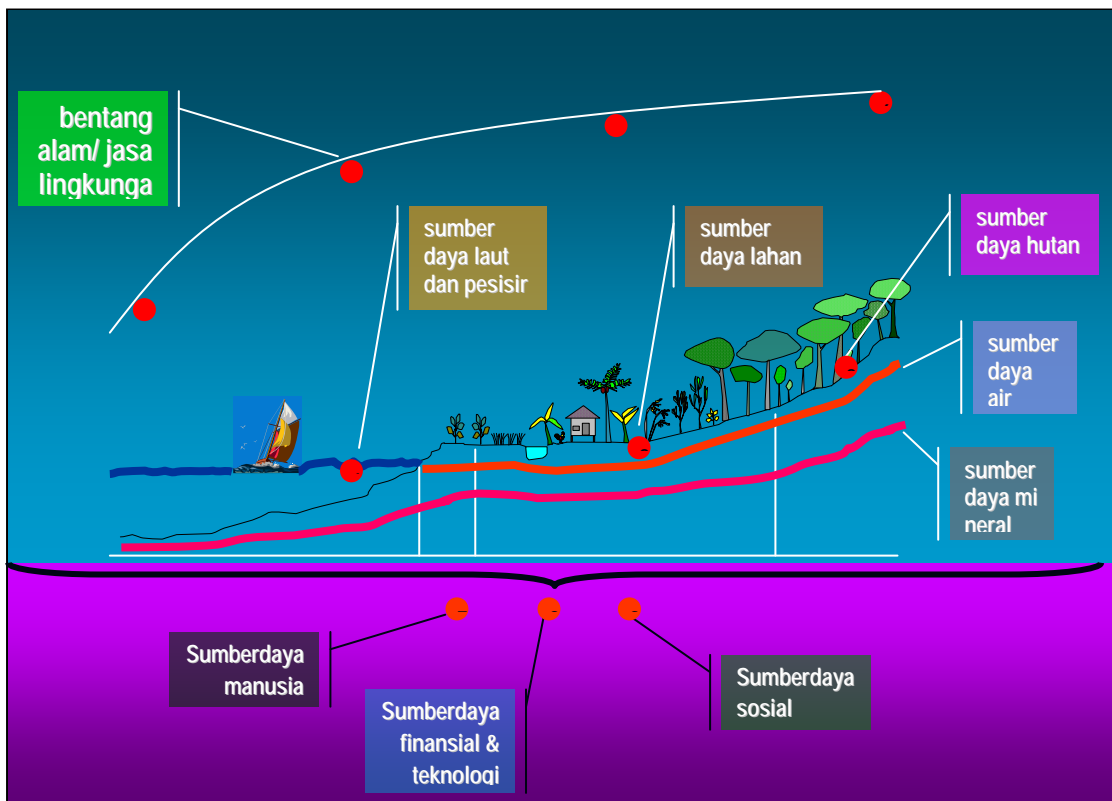 bentang
alam/ jasa
lingkunga
sumber
daya laut
dan pesisir
sumber
daya lahan
sumber
daya hutan
sumber
daya
air
sumber
daya mi
neral
Sumberdaya
manusia
Sumberdaya
finansial &
teknologi
Sumberdaya
sosial